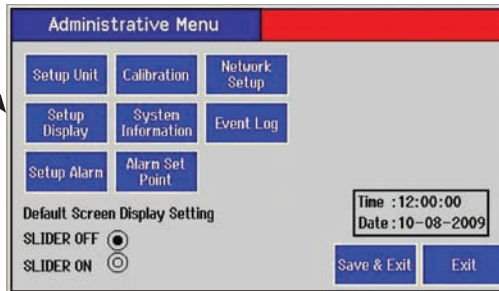 Administrative Menu
Setup Unit
Calibration
Network
Setup
Setup
Display
System
Information
Event Log
Setup Alarm
Alarm Set
Point
Default Screen Display Setting
SLIDER OFF
SLIDER ON
Time :12:00:00
Date :10-08-2009
Save & Exit
Exit